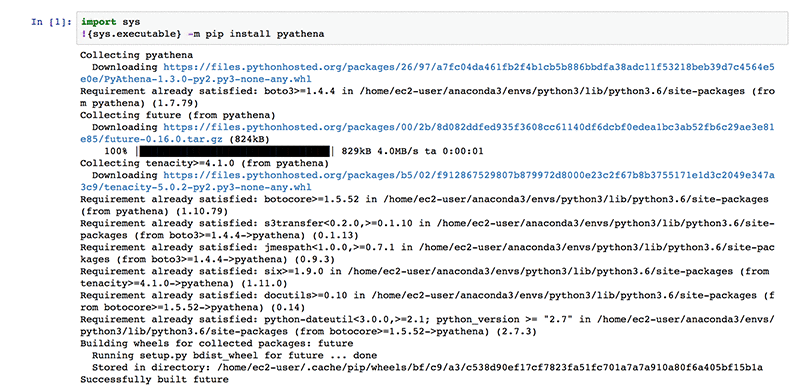 In [1]: import sys
!{sys.executable} -m pip install pyathena
Collecting pyathena
Downloading https://files.pythonhosted.org/packages/26/97/a7fc04da461fb2f4b1cb5b886bbdfa38adc11f53218beb39d7c4564e5
e0e/PyAthena-1.3.0-py2.py3-none-any.whl
Requirement already satisfied: boto3>=1.4.4 in /home/ec2-user/anaconda3/envs/python3/lib/python3.6/site-packages (fro
m pyathena) (1.7.79)
Collecting future (from pyathena)
Downloading https://files.pythonhosted.org/packages/00/2b/8d082ddfed935f3608cc61140df6dcbf0edea1bc3ab52fb6c29ae3e81
e85/future-0.16.0.tar.gz (824kB)
100% || 829kB 4.0MB/s ta 0:00:01
Collecting tenacity>=4.1.0 (from pyathena)
Downloading https://files.pythonhosted.org/packages/b5/02/f912867529807b879972d8000e23c2f67b8b3755171e1d3c2049e347a
3c9/tenacity-5.0.2-py2.py3-none-any.whl
Requirement already satisfied: botocore>=1.5.52 in /home/ec2-user/anaconda3/envs/python3/lib/python3.6/site-packages
(from pyathena) (1.10.79)
Requirement already satisfied: s3transfer<0.2.0,>=0.1.10 in /home/ec2-user/anaconda3/envs/python3/lib/python3.6/site-
packages (from boto3>=1.4.4->pyathena) (0.1.13)
Requirement already satisfied: jmespath<1.0.0,>=0.7.1 in /home/ec2-user/anaconda3/envs/python3/lib/python3.6/site-pac
kages (from boto3>=1.4.4->pyathena) (0.9.3)
Requirement already satisfied: six>=1.9.0 in /home/ec2-user/anaconda3/envs/python3/lib/python3.6/site-packages (from
tenacity>=4.1.0->pyathena) (1.11.0)
Requirement already satisfied: docutils>=0.10 in /home/ec2-user/anaconda3/envs/python3/lib/python3.6/site-packages (f
rom botocore>=1.5.52->pyathena) (0.14)
Requirement already satisfied: python-dateutil<3.0.0,>=2.1; python_version >= "2.7" in /home/ec2-user/anaconda3/envs/
python3/lib/python3.6/site-packages (from botocore>=1.5.52->pyathena) (2.7.3)
Building wheels for collected packages: future
Running setup.py bdist_wheel for future ... done
Stored in directory: /home/ec2-user/.cache/pip/wheels/bf/c9/a3/c538d90ef17cf7823fa51fc701a7a7a910a80f6a405bf15b1a
Successfully built future